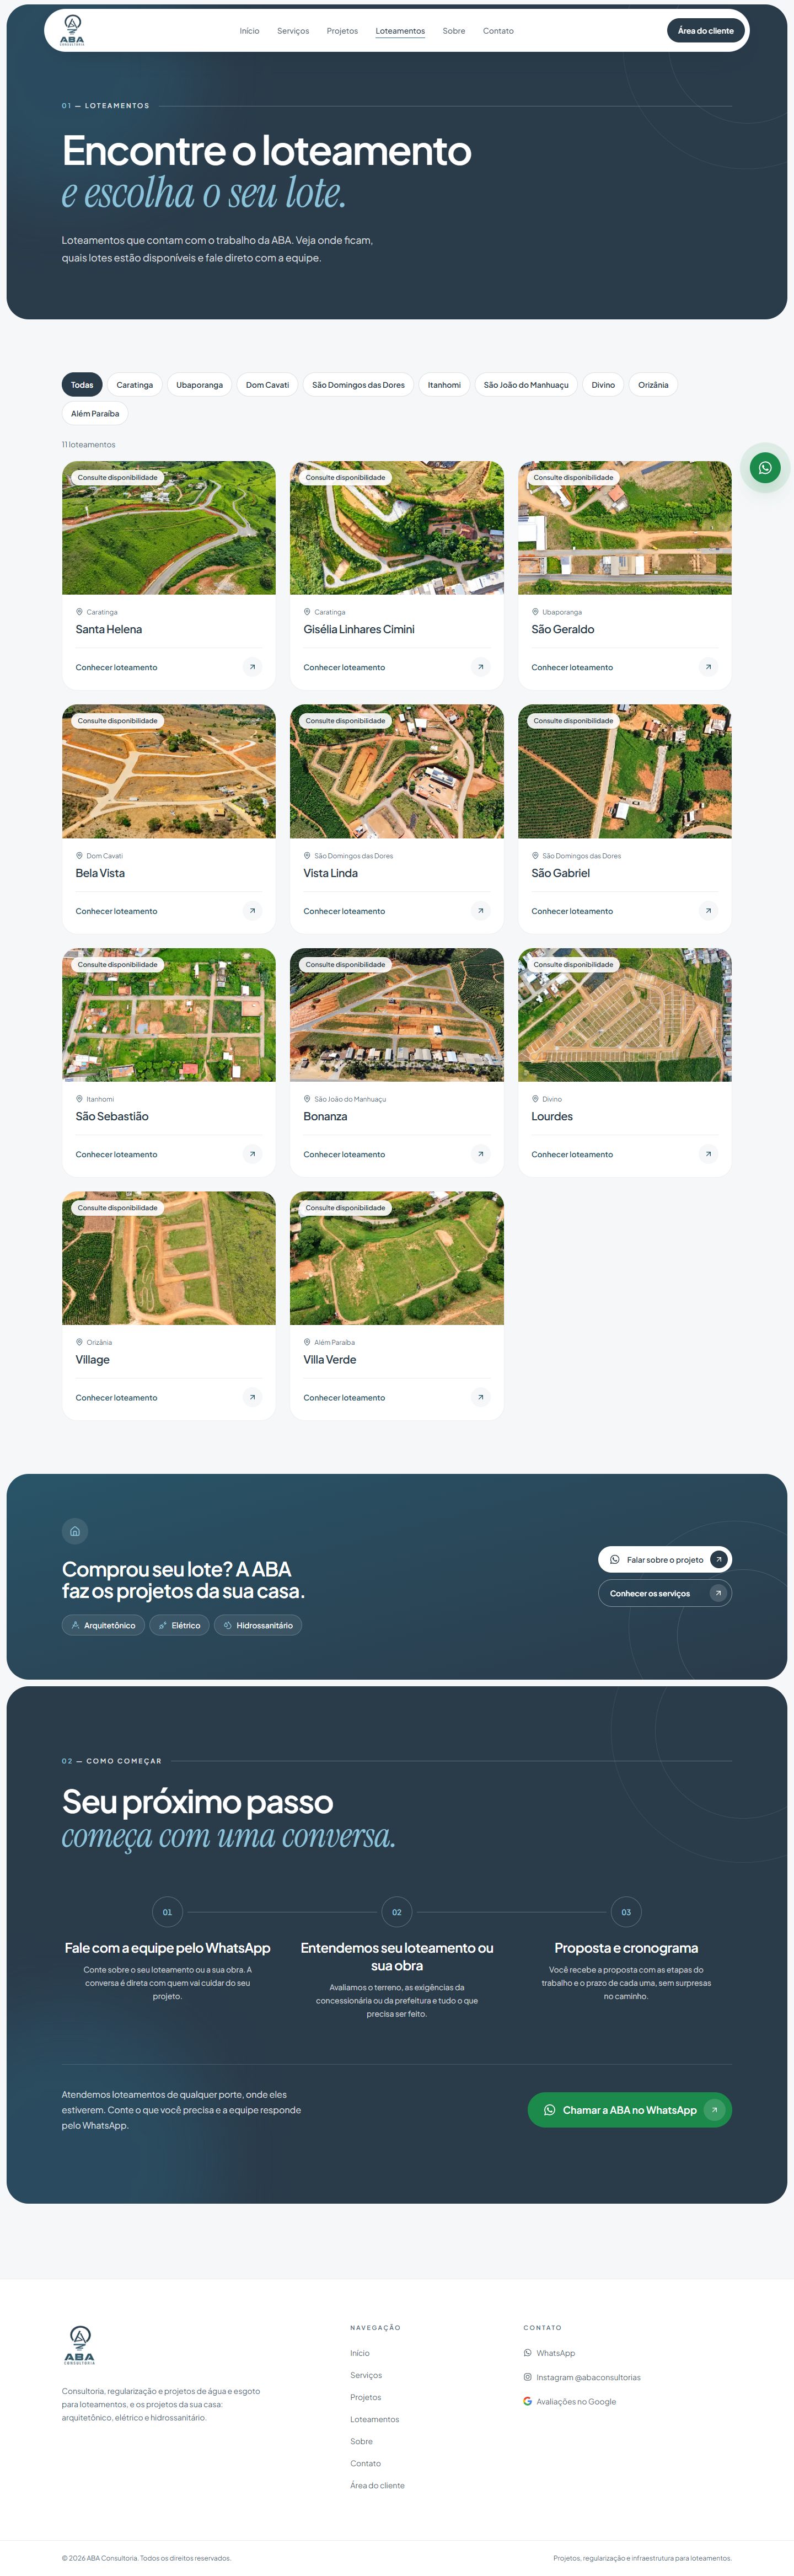 ABA
CONSULTORIA
Início
Serviços
Projetos
Loteamentos
Sobre
Contato
Área do cliente
01 — LOTEAMENTOS
Encontre o loteamento
e escolha o seu lote.
Loteamentos que contam com o trabalho da ABA. Veja onde ficam,
quais lotes estão disponíveis e fale direto com a equipe.
Todas
Caratinga
Ubaporanga
Dom Cavati
São Domingos das Dores
Itanhomi
São João do Manhuaçu
Divino
Orizânia
Além Paraíba
11 loteamentos
Consulte disponibilidade
Caratinga
Santa Helena
Conhecer loteamento
Consulte disponibilidade
Caratinga
Gisélia Linhares Cimini
Conhecer loteamento
Consulte disponibilidade
Ubaporanga
São Geraldo
Conhecer loteamento
Consulte disponibilidade
Dom Cavati
Bela Vista
Conhecer loteamento
Consulte disponibilidade
São Domingos das Dores
Vista Linda
Conhecer loteamento
Consulte disponibilidade
São Domingos das Dores
São Gabriel
Conhecer loteamento
Consulte disponibilidade
Itanhomi
São Sebastião
Conhecer loteamento
Consulte disponibilidade
São João do Manhuaçu
Bonanza
Conhecer loteamento
Consulte disponibilidade
Divino
Lourdes
Conhecer loteamento
Consulte disponibilidade
Orizânia
Village
Conhecer loteamento
Consulte disponibilidade
Além Paraíba
Villa Verde
Conhecer loteamento
Comprou seu lote? A ABA
faz os projetos da sua casa.
Arquitetônico
Elétrico
Hidrossanitário
Falar sobre o projeto
Conhecer os serviços
02 — COMO COMEÇAR
Seu próximo passo
começa com uma conversa.
01
Fale com a equipe pelo WhatsApp
Conte sobre o seu loteamento ou a sua obra. A
conversa é direta com quem vai cuidar do seu
projeto.
02
Entendemos seu loteamento ou
sua obra
Avaliamos o terreno, as exigências da
concessionária ou da prefeitura e tudo o que
precisa ser feito.
03
Proposta e cronograma
Você recebe a proposta com as etapas do
trabalho e o prazo de cada uma, sem surpresas
no caminho.
Atendemos loteamentos de qualquer porte, onde eles
estiverem. Conte o que você precisa e a equipe responde
pelo WhatsApp.
Chamar a ABA no WhatsApp
ABA
CONSULTORIA
Consultoria, regularização e projetos de água e esgoto
para loteamentos, e os projetos da sua casa:
arquitetônico, elétrico e hidrossanitário.
NAVEGAÇÃO
Início
Serviços
Projetos
Loteamentos
Sobre
Contato
Área do cliente
CONTATO
WhatsApp
Instagram @abaconsultorias
Avaliações no Google
© 2026 ABA Consultoria. Todos os direitos reservados.
Projetos, regularização e infraestrutura para loteamentos.